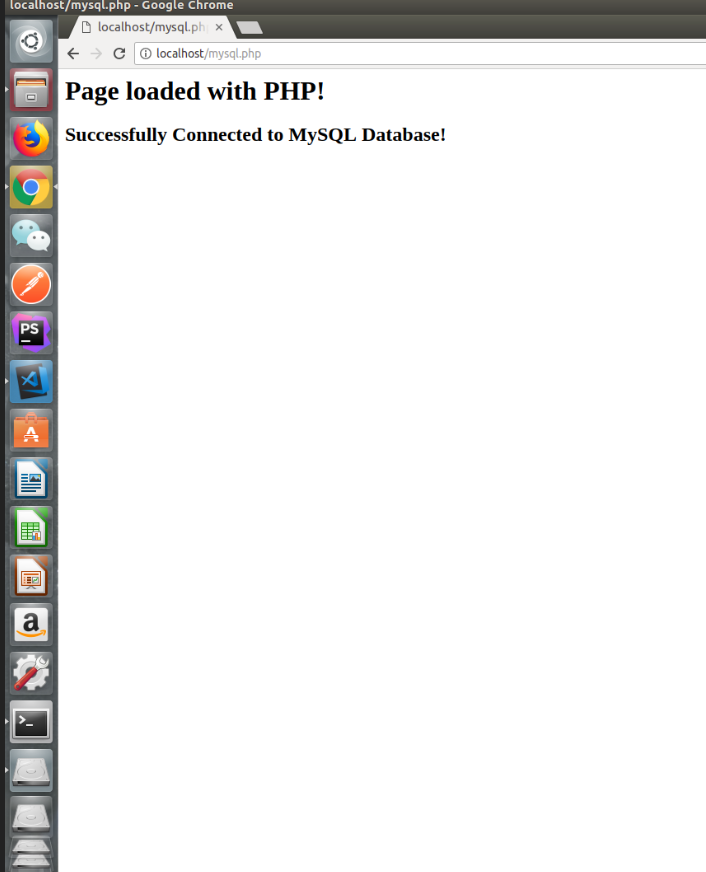 localhost/mysql.php - Google Chrome
localhost/mysql.ph
localhost/mysql.php
Page loaded with PHP!
Successfully Connected to MySQL Database!
PS
A
a
>_